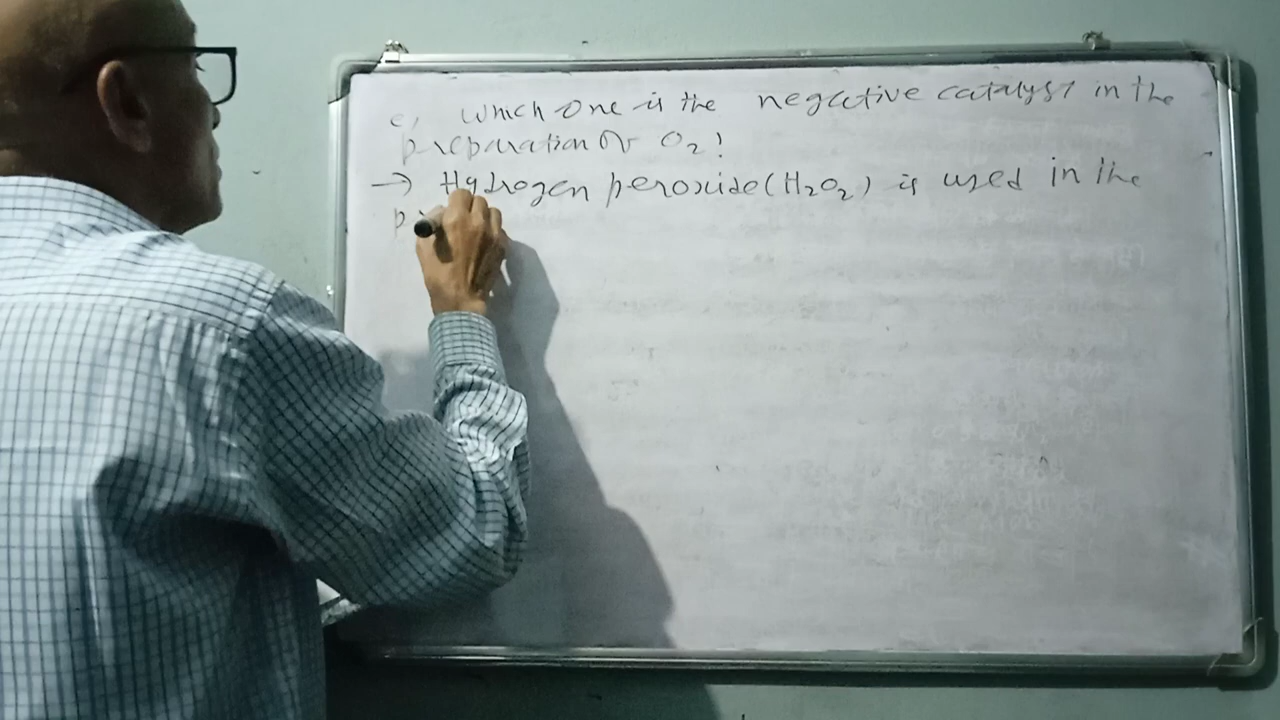 e, which one is the negative catalyst in the
preparation of O₂?
→ Hydrogen peroxide (H₂O₂) is used in the